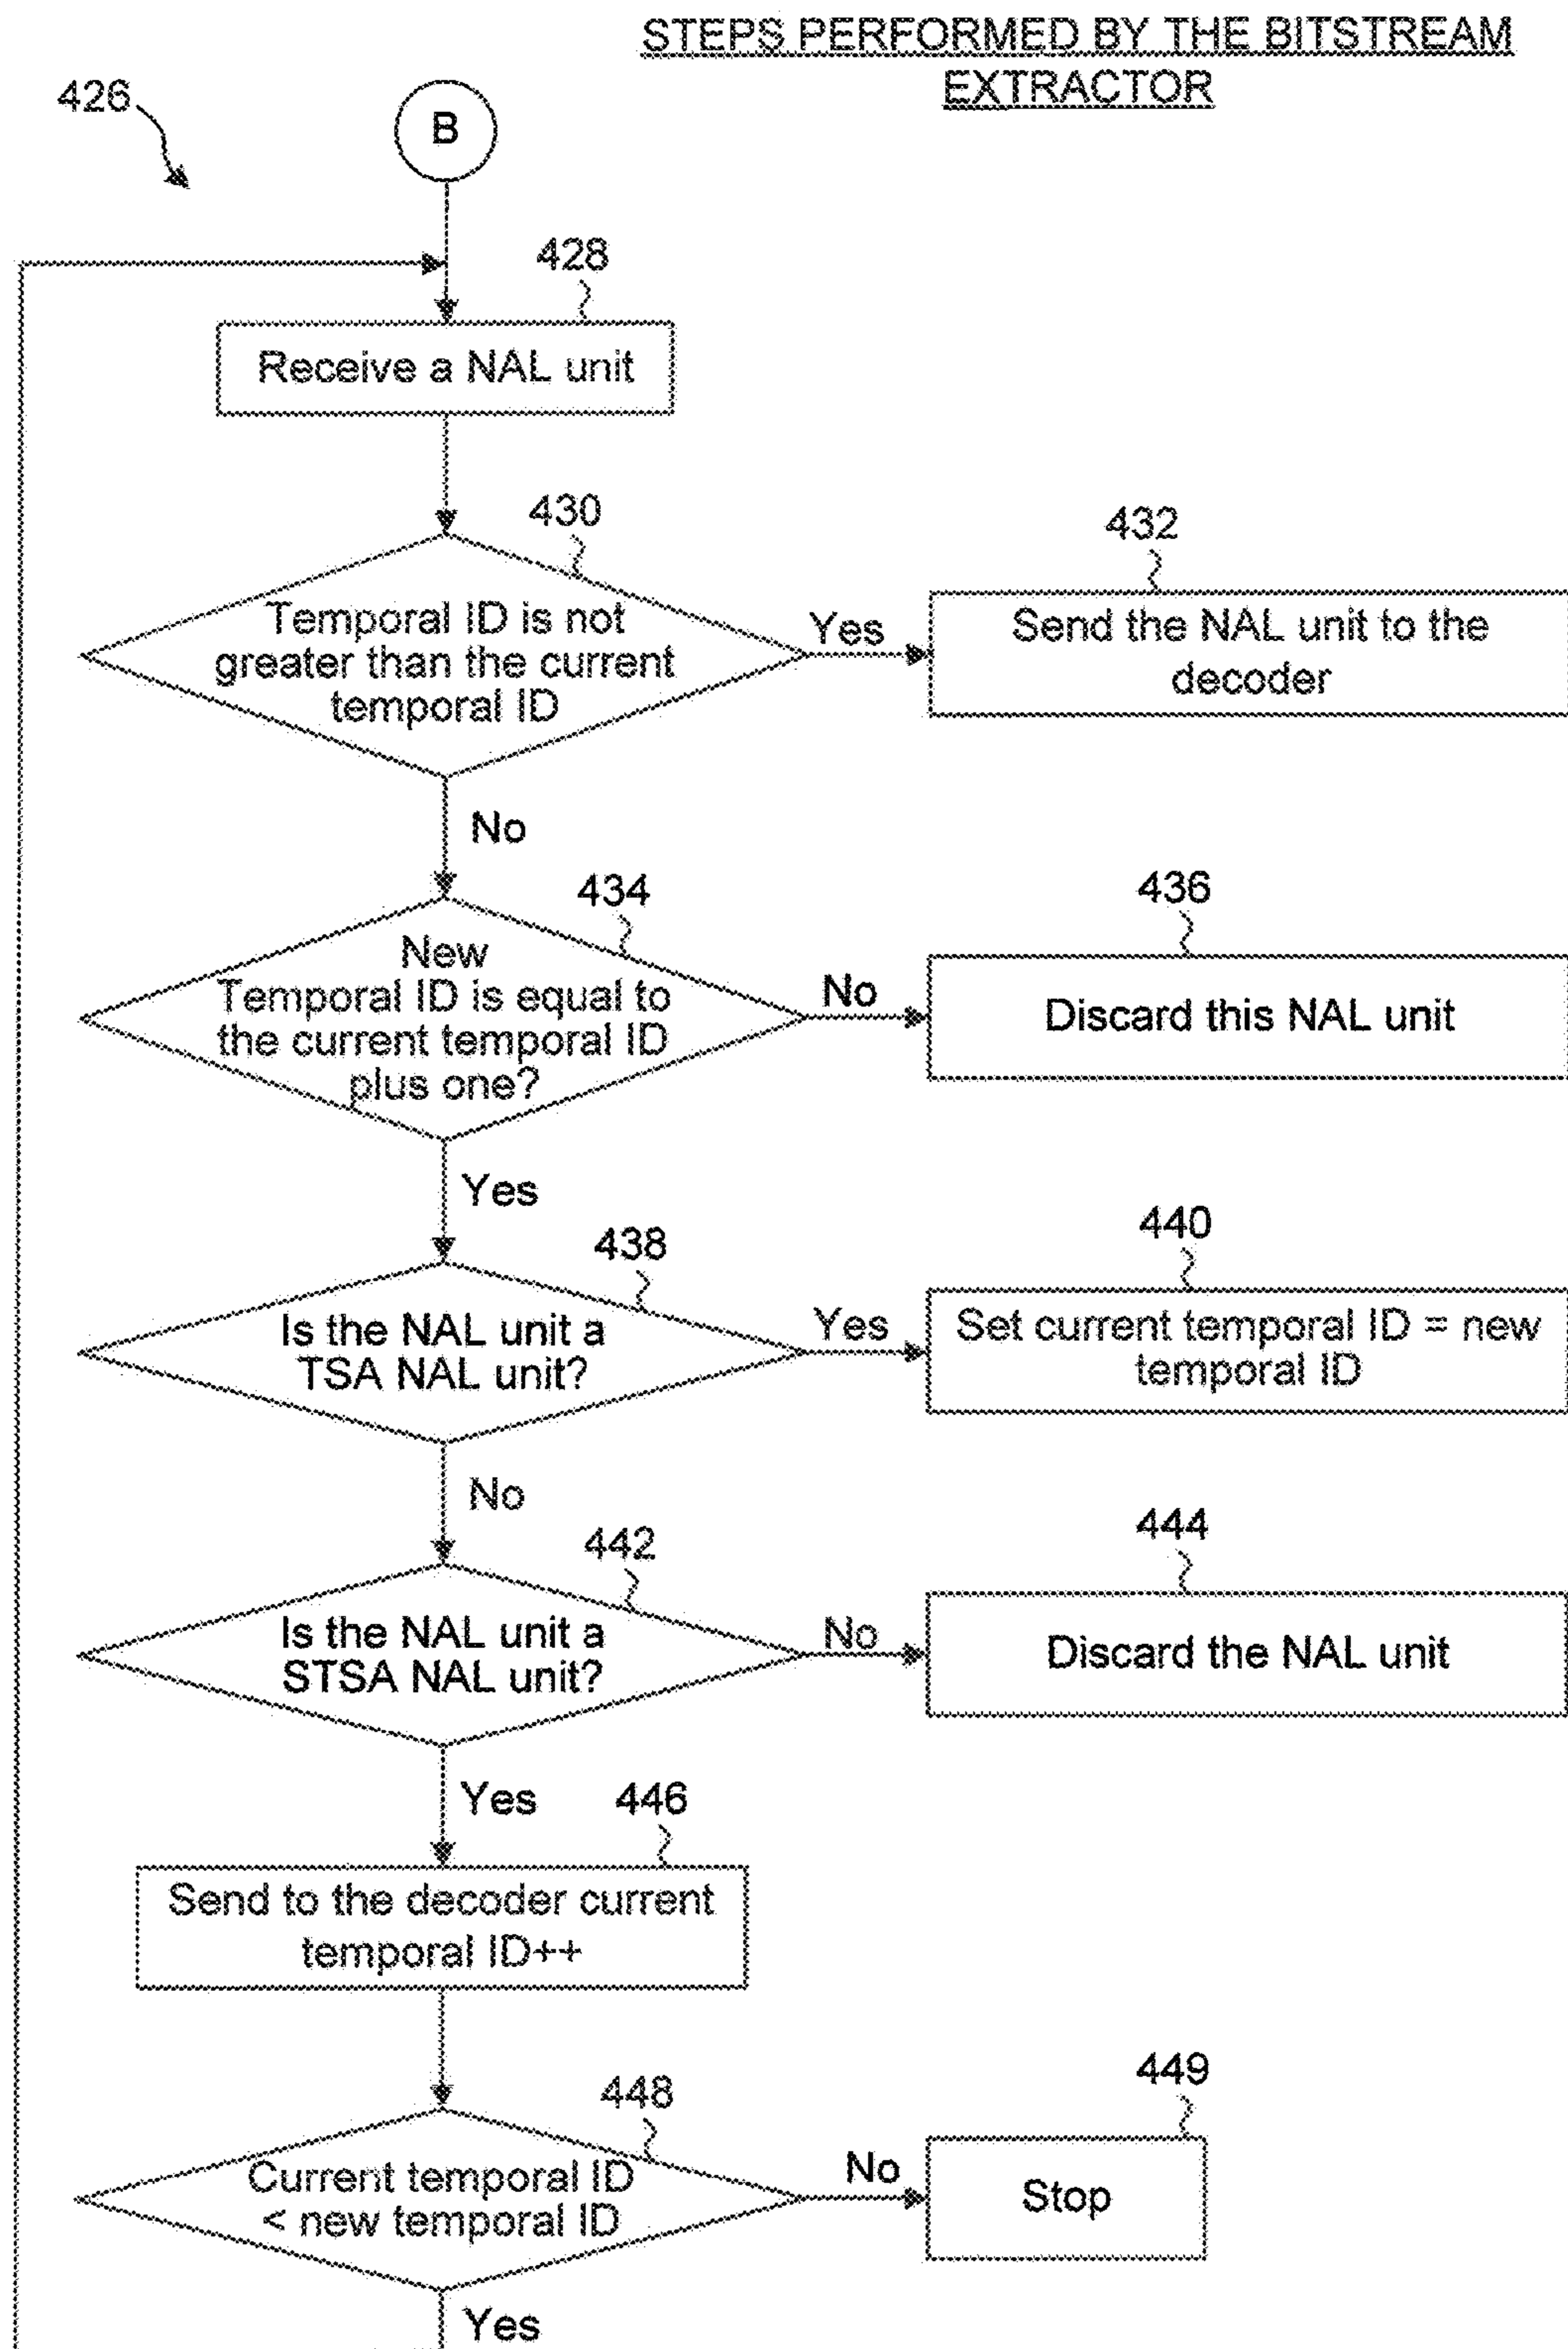 STEPS PERFORMED BY THE BITSTREAM
EXTRACTOR
426
B
428
Receive a NAL unit
430
Temporal ID is not
greater than the current
temporal ID
Yes
432
Send the NAL unit to the
decoder
No
434
New
Temporal ID is equal to
the current temporal ID
plus one?
No
436
Discard this NAL unit
Yes
438
Is the NAL unit a
TSA NAL unit?
Yes
440
Set current temporal ID = new
temporal ID
No
442
Is the NAL unit a
STSA NAL unit?
No
444
Discard the NAL unit
Yes
446
Send to the decoder current
temporal ID++
448
Current temporal ID
< new temporal ID
No
449
Stop
Yes